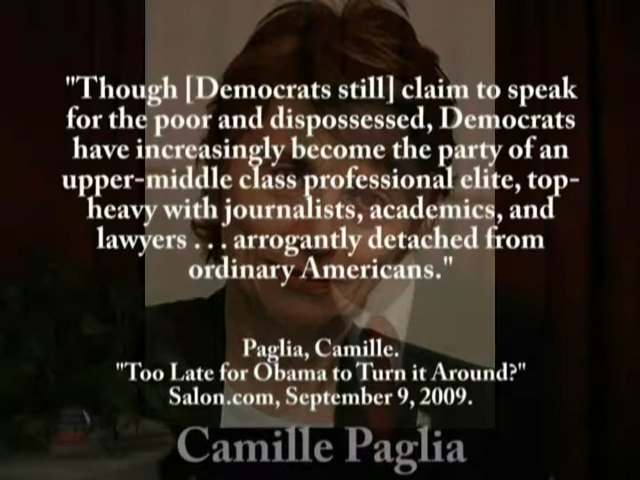 "Though [Democrats still] claim to speak
for the poor and dispossessed, Democrats
have increasingly become the party of an
upper-middle class professional elite, top-
heavy with journalists, academics, and
lawyers . . . arrogantly detached from
ordinary Americans."
Paglia, Camille.
"Too Late for Obama to Turn it Around?"
Salon.com, September 9, 2009.
Camille Paglia